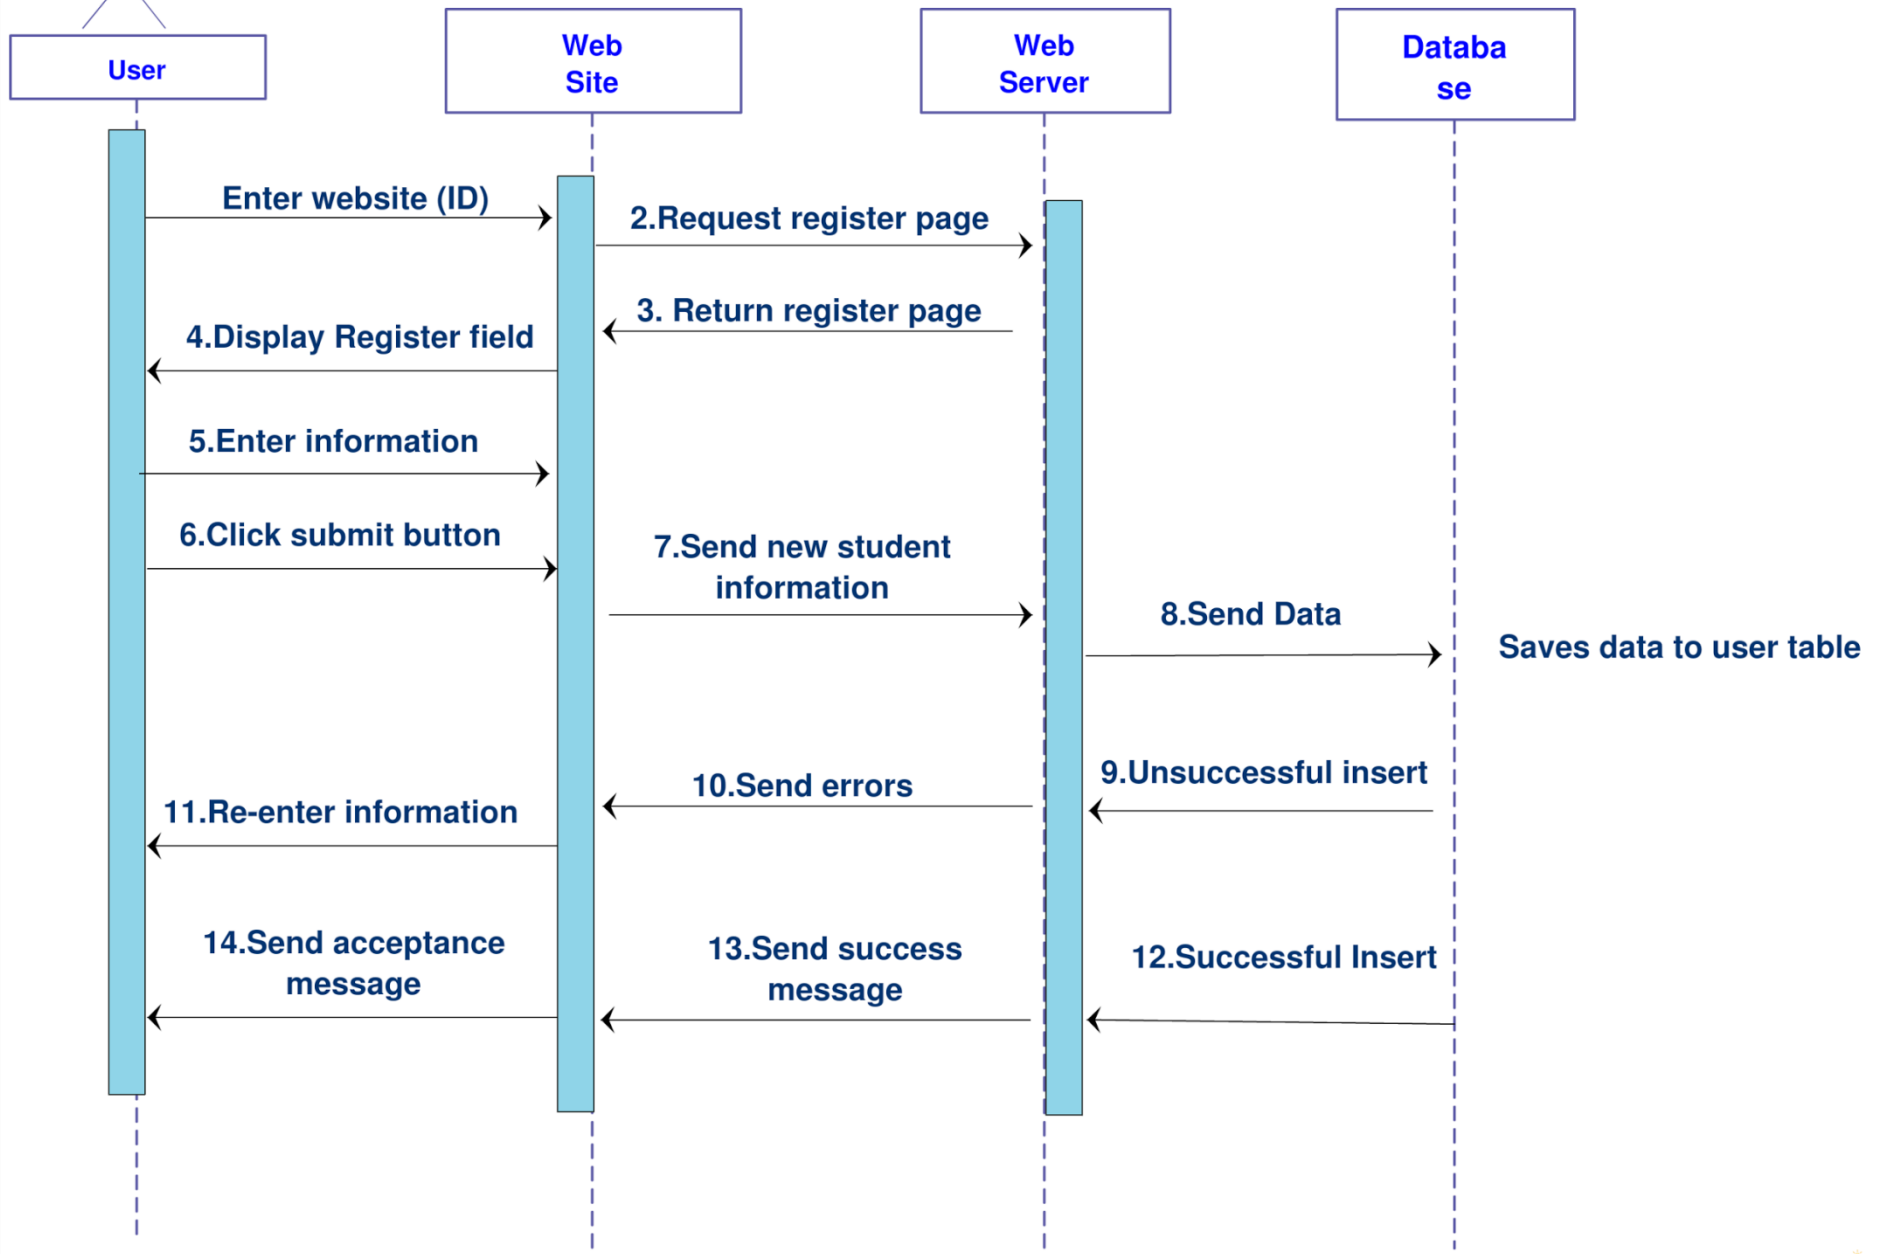 User
Web
Site
Web
Server
Databa
se
Enter website (ID)
2.Request register page
3. Return register page
4.Display Register field
5.Enter information
6.Click submit button
7.Send new student
information
8.Send Data
Saves data to user table
9.Unsuccessful insert
10.Send errors
11.Re-enter information
12.Successful Insert
13.Send success
message
14.Send acceptance
message